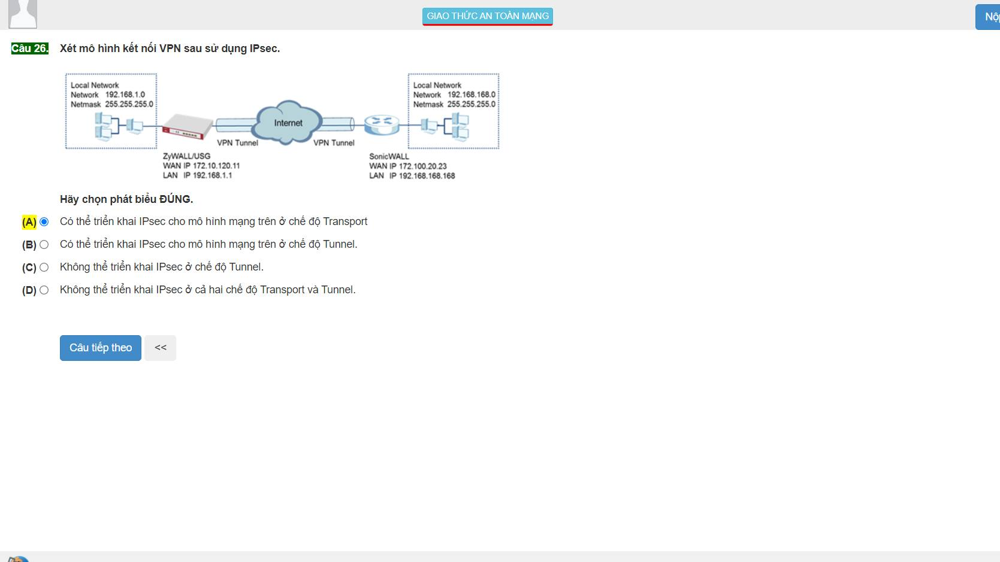 GIAO THỨC AN TOÀN MẠNG
Câu 26. Xét mô hình kết nối VPN sau sử dụng IPsec.
Local Network
Network 192.168.1.0
Netmask 255.255.255.0
Local Network
Network 192.168.168.0
Netmask 255.255.255.0
Internet
VPN Tunnel
VPN Tunnel
ZyWALL/USG
WAN IP 172.10.120.11
LAN IP 192.168.1.1
SonicWALL
WAN IP 172.100.20.23
LAN IP 192.168.168.168
Hãy chọn phát biểu ĐÚNG.
(A) Có thể triển khai IPsec cho mô hình mạng trên ở chế độ Transport
(B) Có thể triển khai IPsec cho mô hình mạng trên ở chế độ Tunnel.
(C) Không thể triển khai IPsec ở chế độ Tunnel.
(D) Không thể triển khai IPsec ở cả hai chế độ Transport và Tunnel.
Câu tiếp theo <<